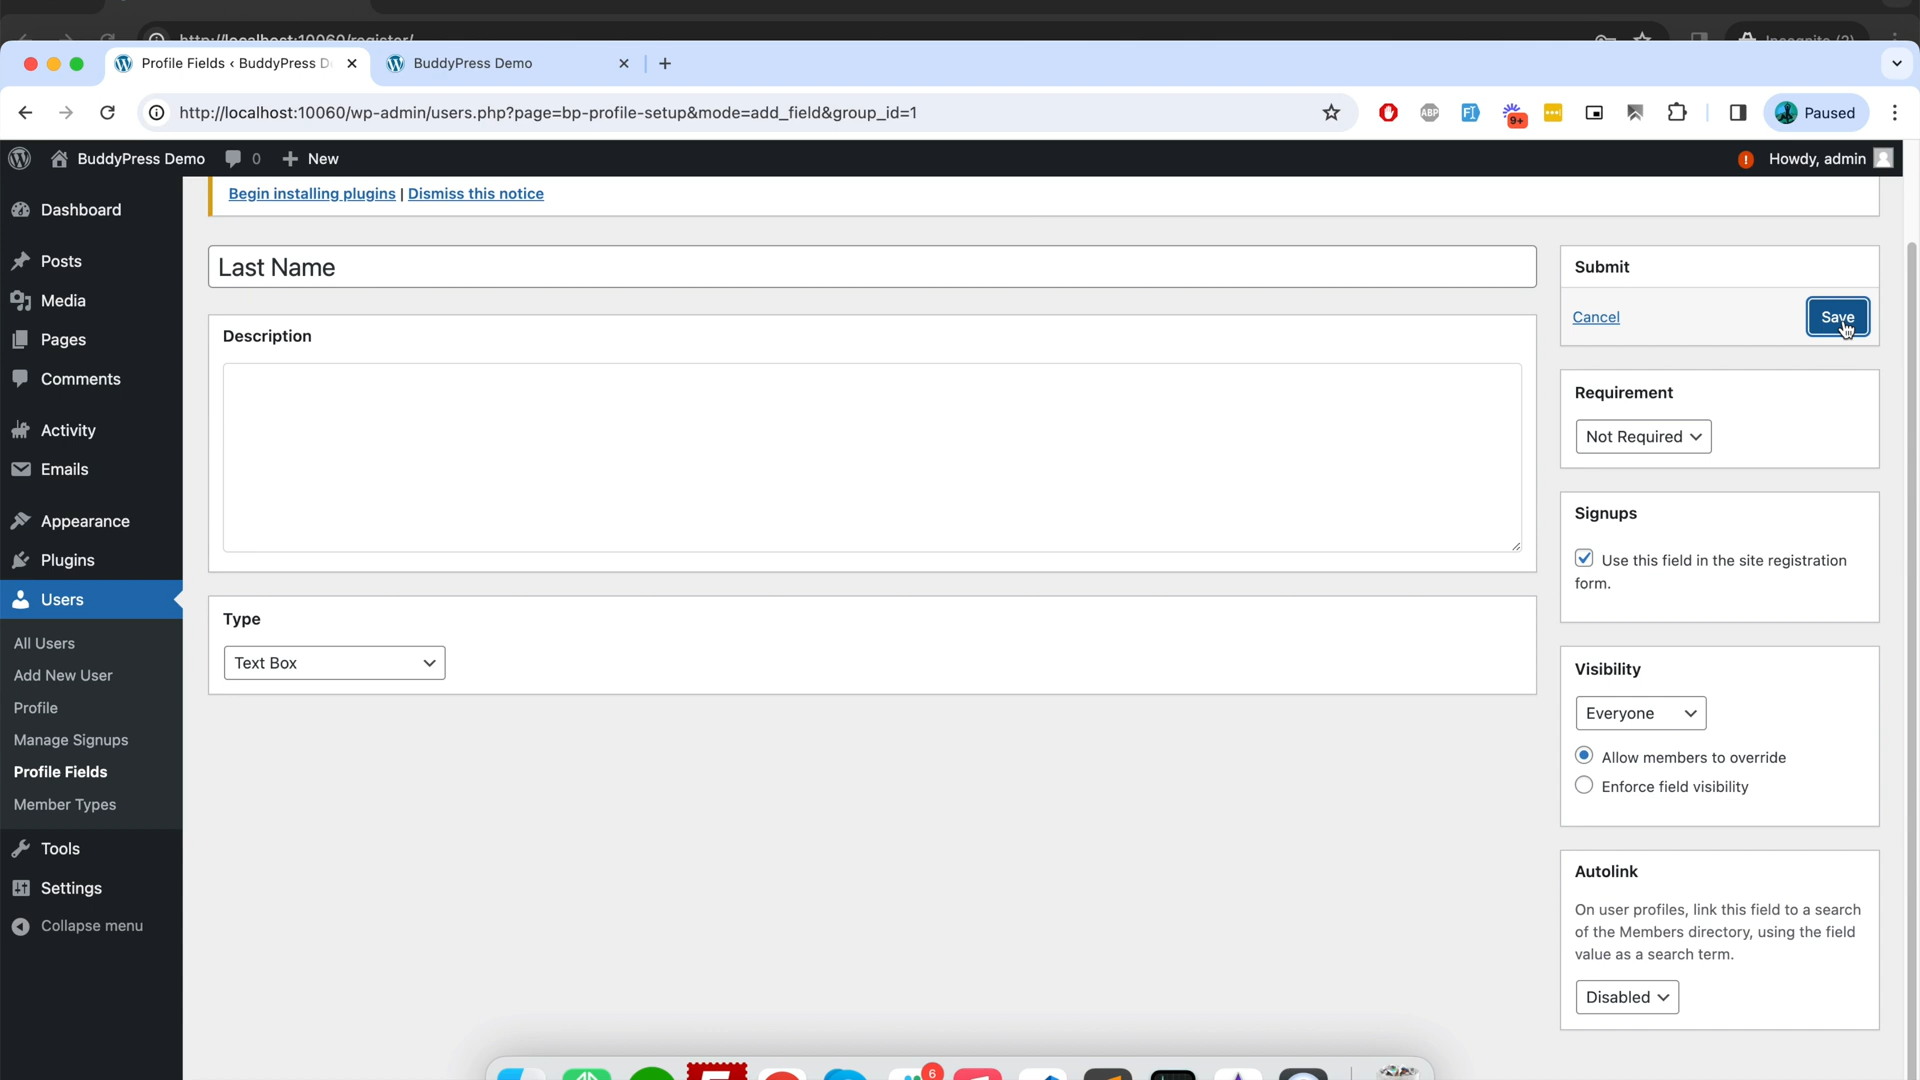 http://localhost:10060/register/
Incognito (2)
Profile Fields ‹ BuddyPress D
BuddyPress Demo
http://localhost:10060/wp-admin/users.php?page=bp-profile-setup&mode=add_field&group_id=1
ABP
9+
Paused
BuddyPress Demo
0
New
Howdy, admin
Begin installing plugins | Dismiss this notice
Dashboard
Posts
Media
Pages
Comments
Activity
Emails
Appearance
Plugins
Users
All Users
Add New User
Profile
Manage Signups
Profile Fields
Member Types
Tools
Settings
Collapse menu
Last Name
Description
Type
Text Box
Submit
Cancel
Save
Requirement
Not Required
Signups
Use this field in the site registration
form.
Visibility
Everyone
Allow members to override
Enforce field visibility
Autolink
On user profiles, link this field to a search
of the Members directory, using the field
value as a search term.
Disabled
6